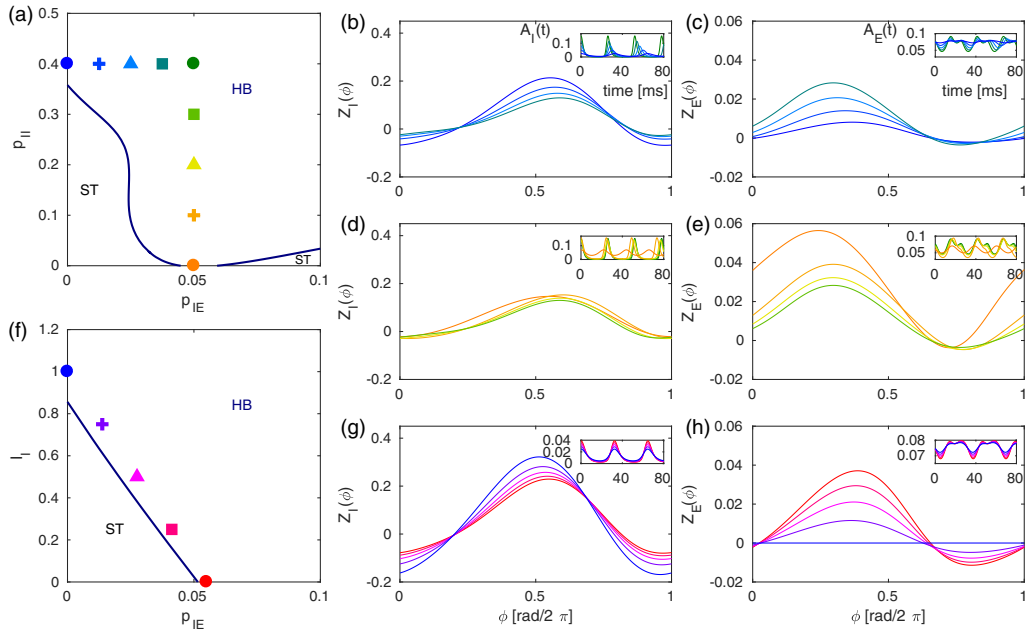 (a)
0.5
0.4
0.3
0.2
0.1
0
p_II
HB
ST
ST
0
0.05
0.1
p_IE
(b)
0.4
0.2
0
-0.2
Z_I(ϕ)
A_I(t)
0.1
0
0 40 80
time [ms]
0 0.5 1
(c)
0.06
0.04
0.02
0
-0.02
Z_E(ϕ)
A_E(t)
0.1
0.05
0 40 80
time [ms]
0 0.5 1
(d)
0.4
0.2
0
-0.2
Z_I(ϕ)
0.1
0
0 40 80
0 0.5 1
(e)
0.06
0.04
0.02
0
-0.02
Z_E(ϕ)
0.1
0.05
0 40 80
0 0.5 1
(f)
1.2
1
0.8
0.6
0.4
0.2
0
I_I
HB
ST
0 0.05 0.1
p_IE
(g)
0.4
0.2
0
-0.2
Z_I(ϕ)
0.04
0.02
0
0 40 80
0 0.5 1
ϕ [rad/2 π]
(h)
0.06
0.04
0.02
0
-0.02
Z_E(ϕ)
0.08
0.07
0 40 80
0 0.5 1
ϕ [rad/2 π]